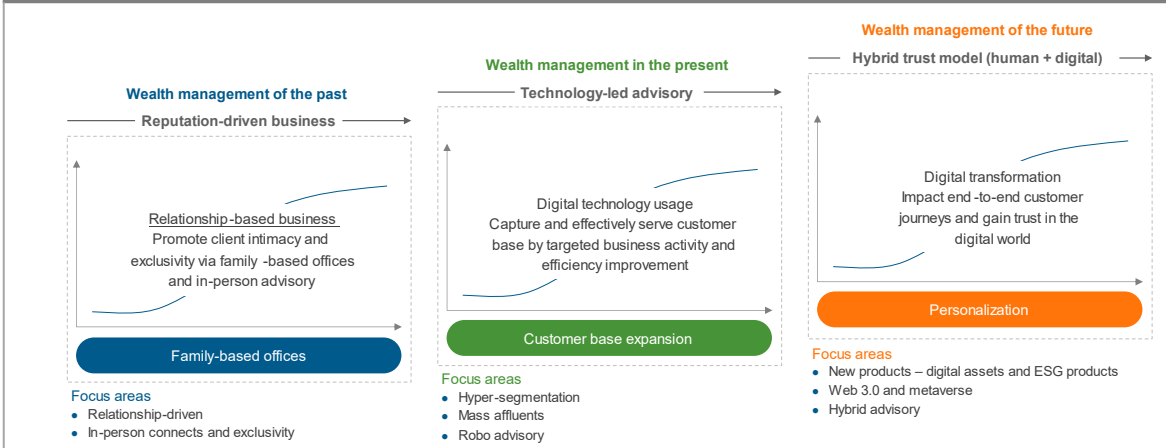 Wealth management of the past
Reputation-driven business
Relationship-based business
Promote client intimacy and
exclusivity via family -based offices
and in-person advisory
Family-based offices
Focus areas
● Relationship-driven
● In-person connects and exclusivity
Wealth management in the present
Technology-led advisory
Digital technology usage
Capture and effectively serve customer
base by targeted business activity and
efficiency improvement
Customer base expansion
Focus areas
● Hyper-segmentation
● Mass affluents
● Robo advisory
Wealth management of the future
Hybrid trust model (human + digital)
Digital transformation
Impact end -to-end customer
journeys and gain trust in the
digital world
Personalization
Focus areas
● New products – digital assets and ESG products
● Web 3.0 and metaverse
● Hybrid advisory